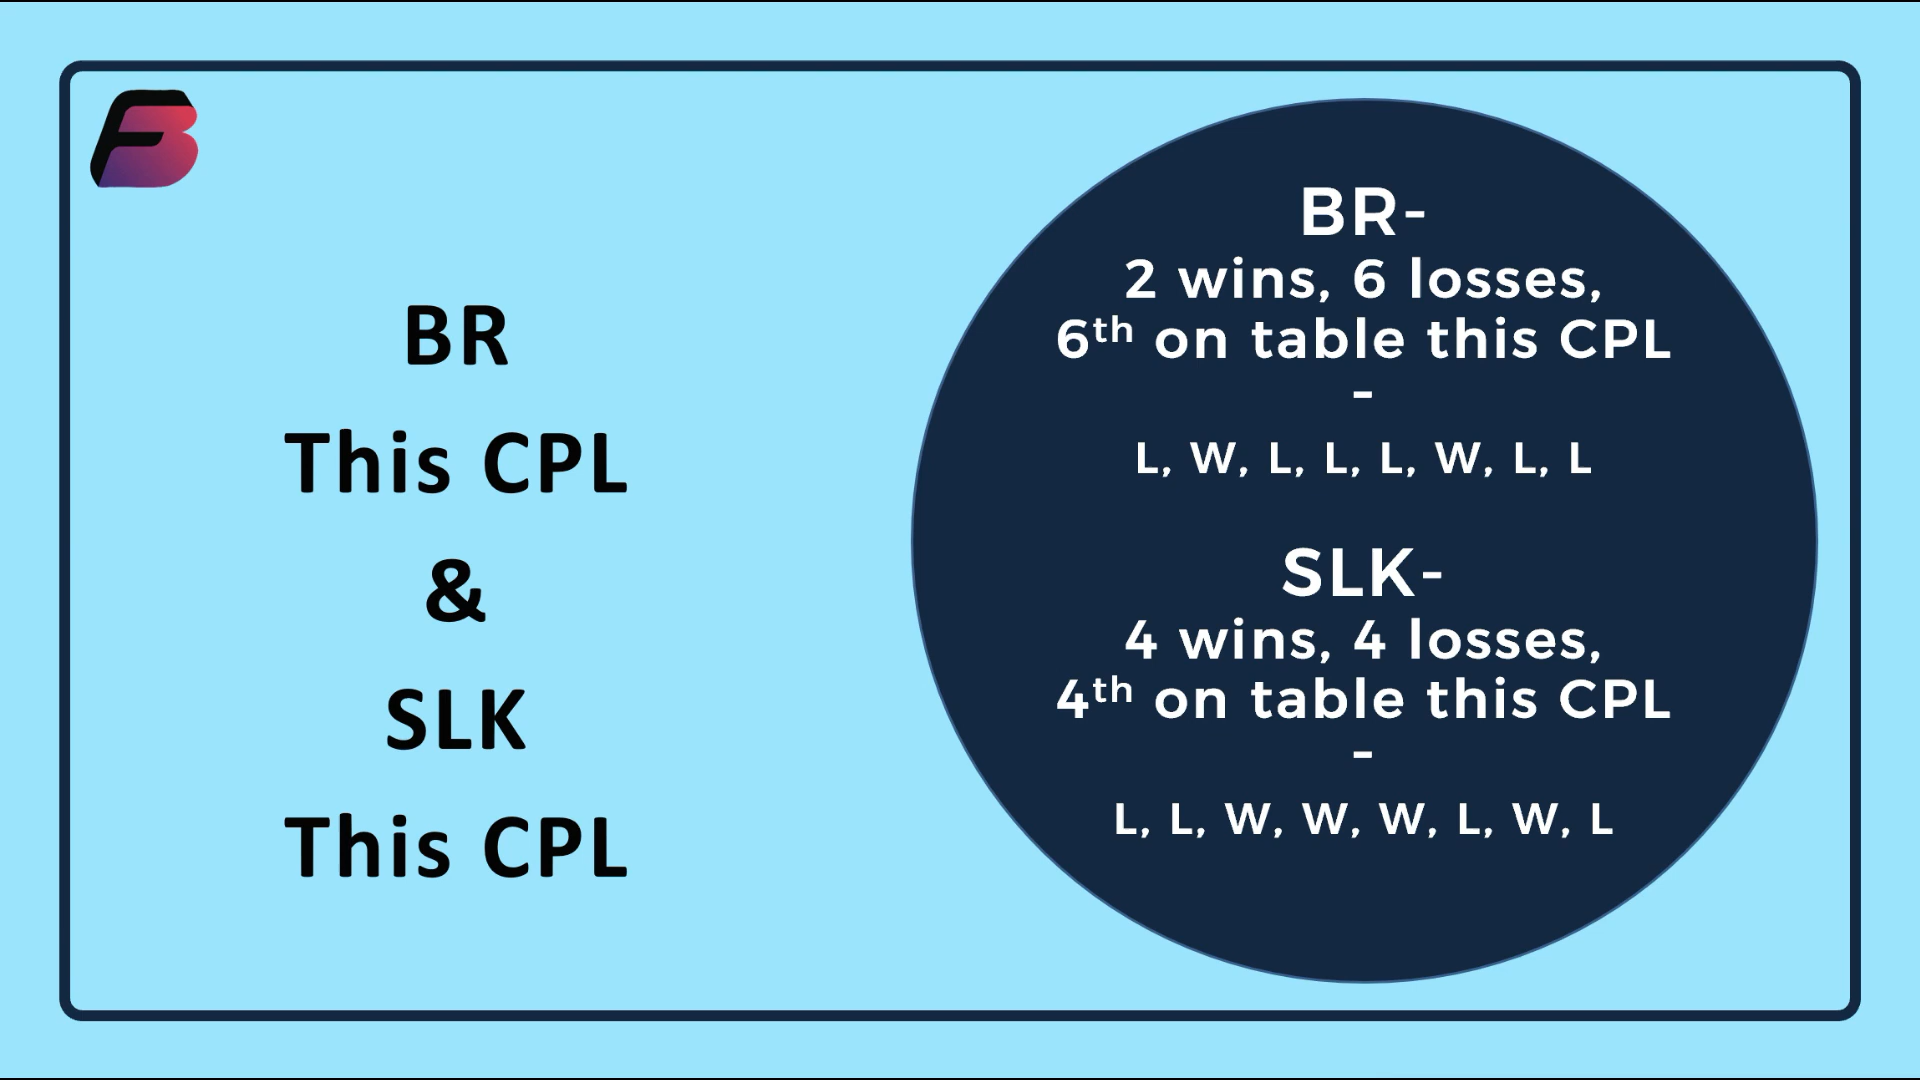 BR
This CPL
&
SLK
This CPL
BR-
2 wins, 6 losses,
6th on table this CPL
-
L, W, L, L, L, W, L, L
SLK-
4 wins, 4 losses,
4th on table this CPL
-
L, L, W, W, W, L, W, L